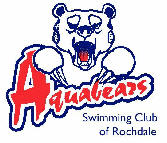 Aquabears
Swimming Club
of Rochdale